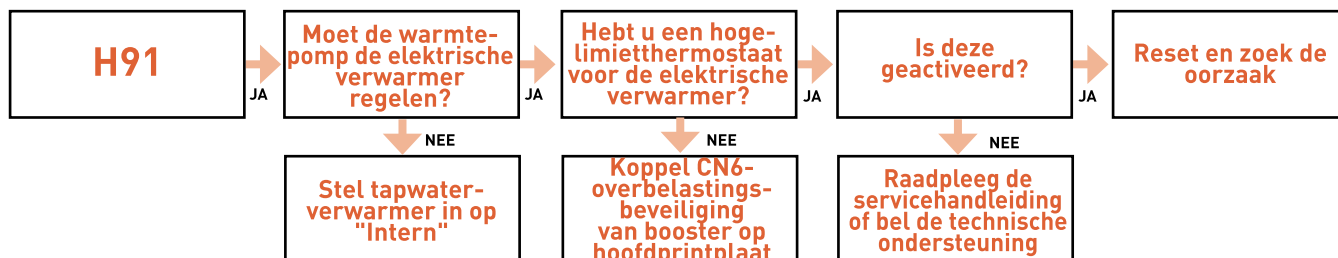 H91
JA
Moet de warmte-
pomp de elektrische
verwarmer
regelen?
JA
Hebt u een hoge-
limietthermostaat
voor de elektrische
verwarmer?
JA
Is deze
geactiveerd?
JA
Reset en zoek de
oorzaak
NEE
NEE
NEE
Stel tapwater-
verwarmer in op
"Intern"
Koppel CN6-
overbelastings-
beveiliging
van booster op
hoofdprintplaat
Raadpleeg de
servicehandleiding
of bel de technische
ondersteuning